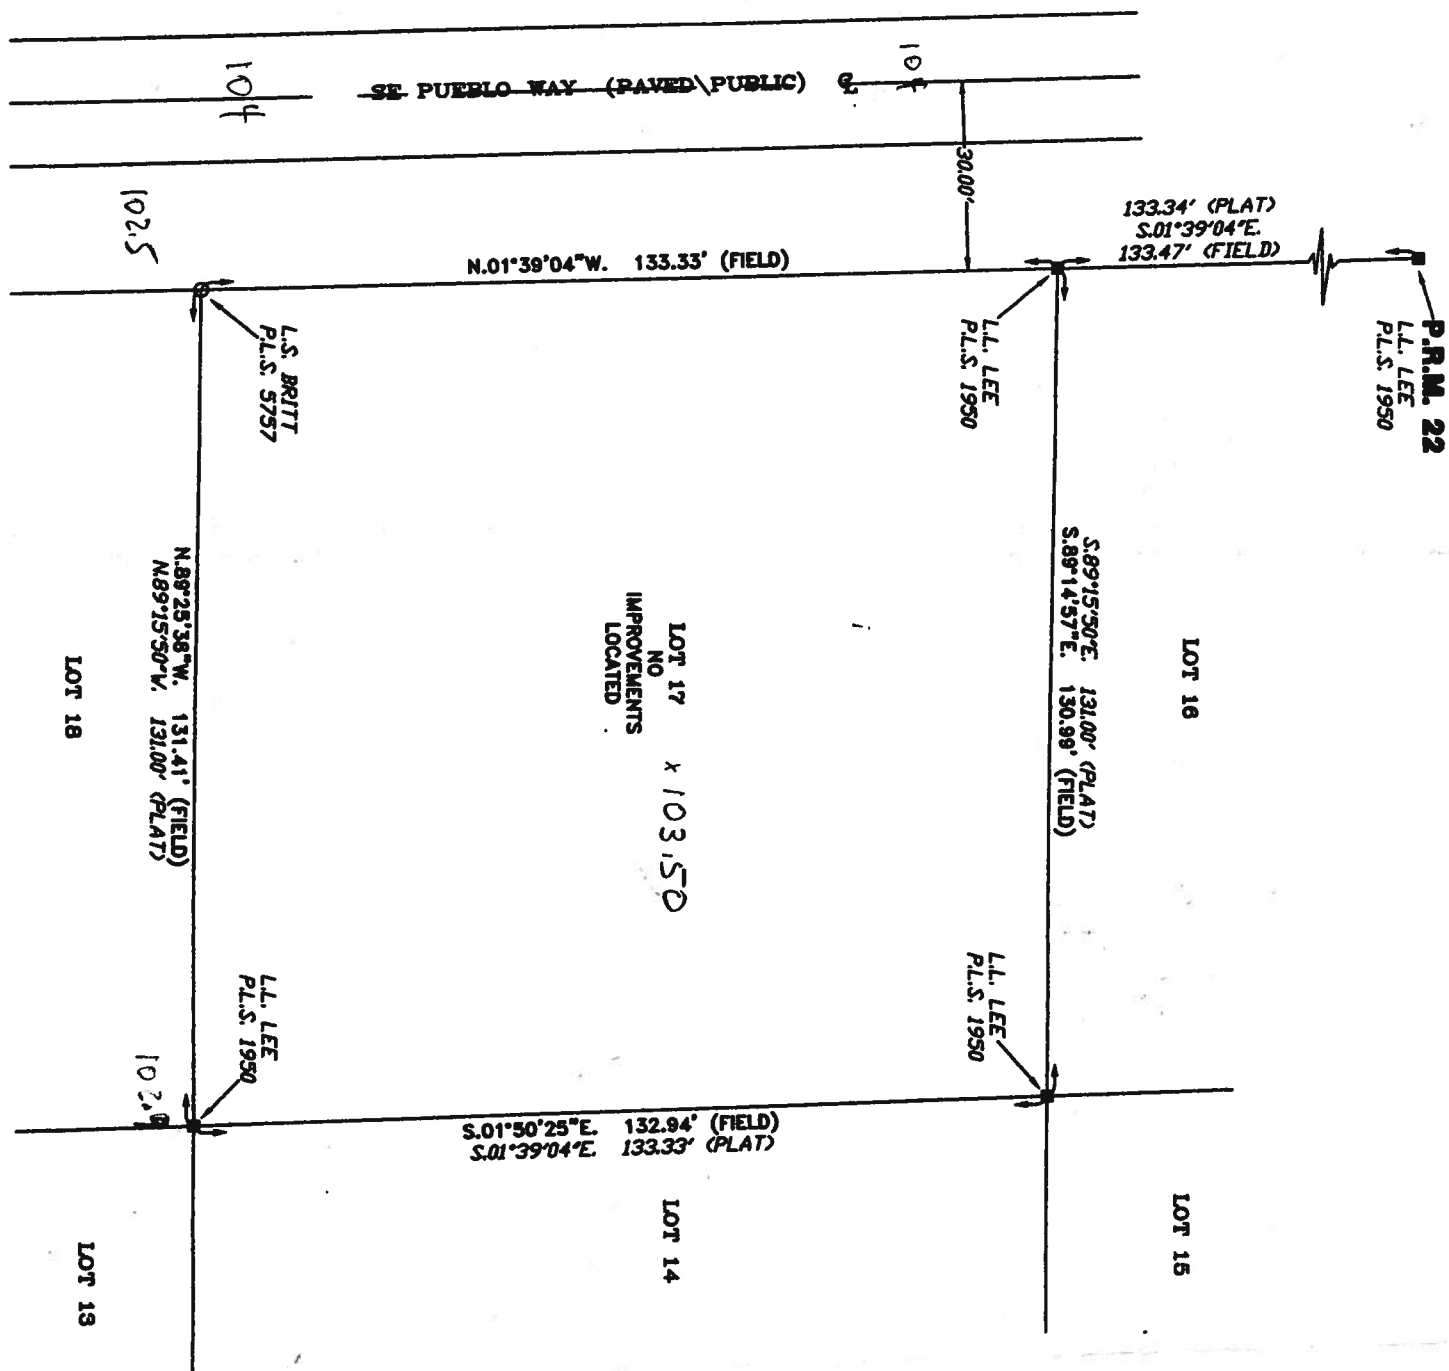 SE PUEBLO WAY (PAVED\PUBLIC) ℄
104
104
30.00'
102.5
133.34' (PLAT)
S.01°39'04"E.
133.47' (FIELD)
N.01°39'04"W. 133.33' (FIELD)
P.R.M. 22
L.L. LEE
P.L.S. 1950
L.L. LEE
P.L.S. 1950
L.S. BRITT
P.L.S. 5757
S.89°15'50"E. 131.00' (PLAT)
S.89°14'57"E. 130.99' (FIELD)
LOT 16
LOT 17
NO
IMPROVEMENTS
LOCATED
x 103.50
N.89°25'38"W. 131.41' (FIELD)
N.89°15'50"W. 131.00' (PLAT)
LOT 18
L.L. LEE
P.L.S. 1950
L.L. LEE
P.L.S. 1950
S.01°50'25"E. 132.94' (FIELD)
S.01°39'04"E. 133.33' (PLAT)
LOT 15
LOT 14
LOT 13